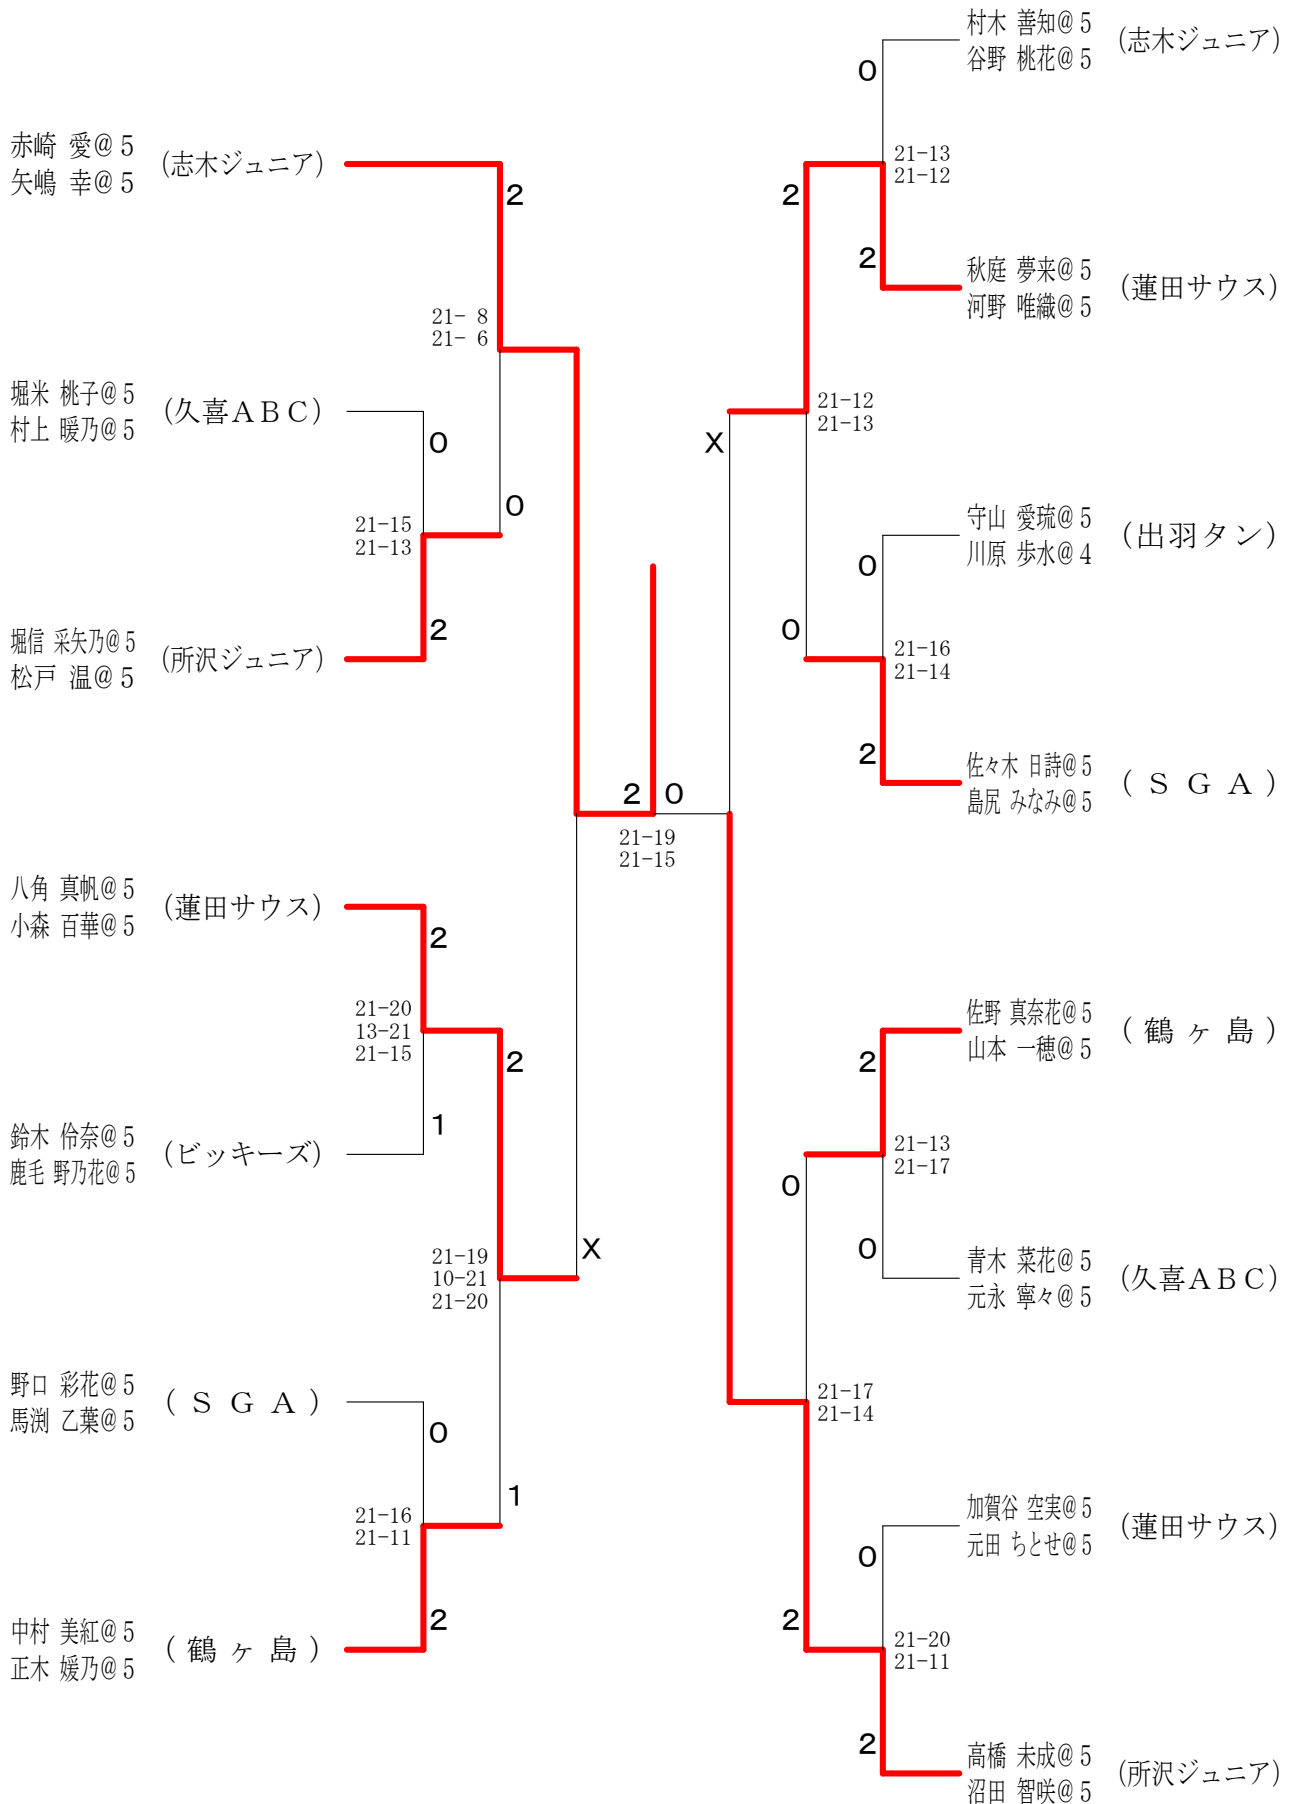 赤崎 愛@5
矢嶋 幸@5
(志木ジュニア)
2
21- 8
21- 6
堀米 桃子@5
村上 暖乃@5
(久喜ABC)
0
0
21-15
21-13
堀信 采矢乃@5
松戸 温@5
(所沢ジュニア)
2
八角 真帆@5
小森 百華@5
(蓮田サウス)
2
21-20
13-21
21-15
2
鈴木 伶奈@5
鹿毛 野乃花@5
(ビッキーズ)
1
21-19
10-21
21-20
X
野口 彩花@5
馬渕 乙葉@5
(SGA)
0
21-16
21-11
1
中村 美紅@5
正木 媛乃@5
(鶴ヶ島)
2
2 0
21-19
21-15
村木 善知@5
谷野 桃花@5
(志木ジュニア)
0
21-13
21-12
2
2
秋庭 夢来@5
河野 唯織@5
(蓮田サウス)
21-12
21-13
X
守山 愛琉@5
川原 歩水@4
(出羽タン)
0
0
21-16
21-14
2
佐々木 日詩@5
島尻 みなみ@5
(SGA)
佐野 真奈花@5
山本 一穂@5
(鶴ヶ島)
2
21-13
21-17
0
0
青木 菜花@5
元永 寧々@5
(久喜ABC)
21-17
21-14
加賀谷 空実@5
元田 ちとせ@5
(蓮田サウス)
0
2
21-20
21-11
2
高橋 未成@5
沼田 智咲@5
(所沢ジュニア)